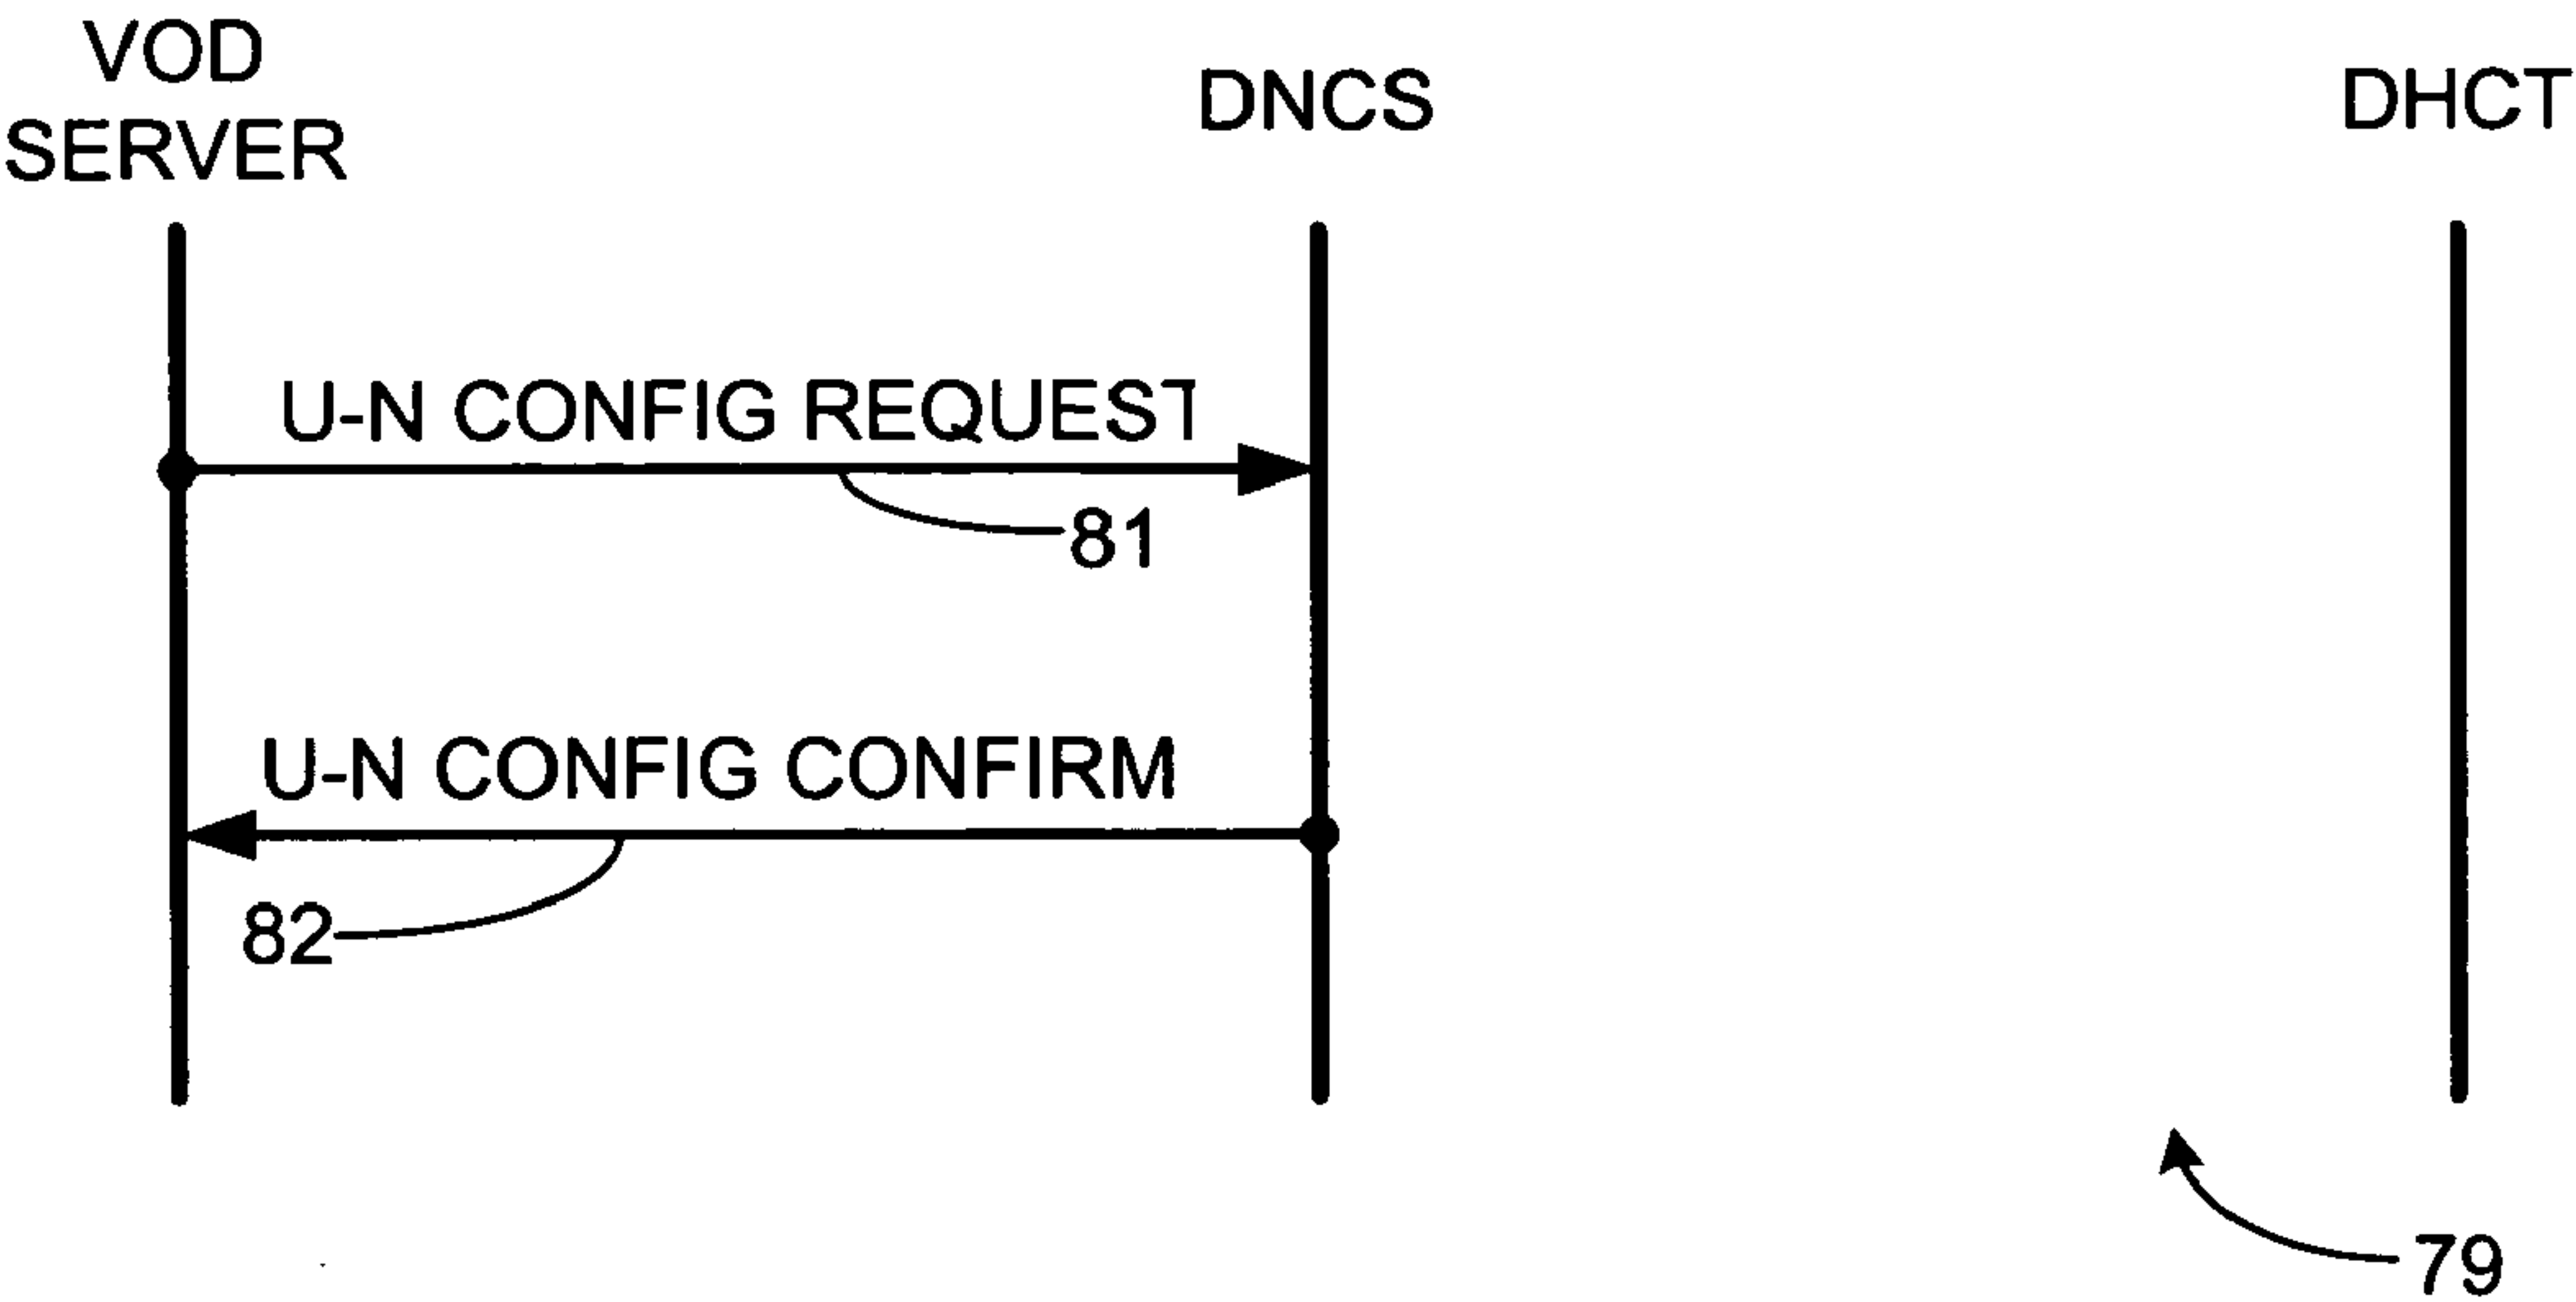 VOD
SERVER
DNCS
DHCT
U-N CONFIG REQUEST
81
U-N CONFIG CONFIRM
82
79